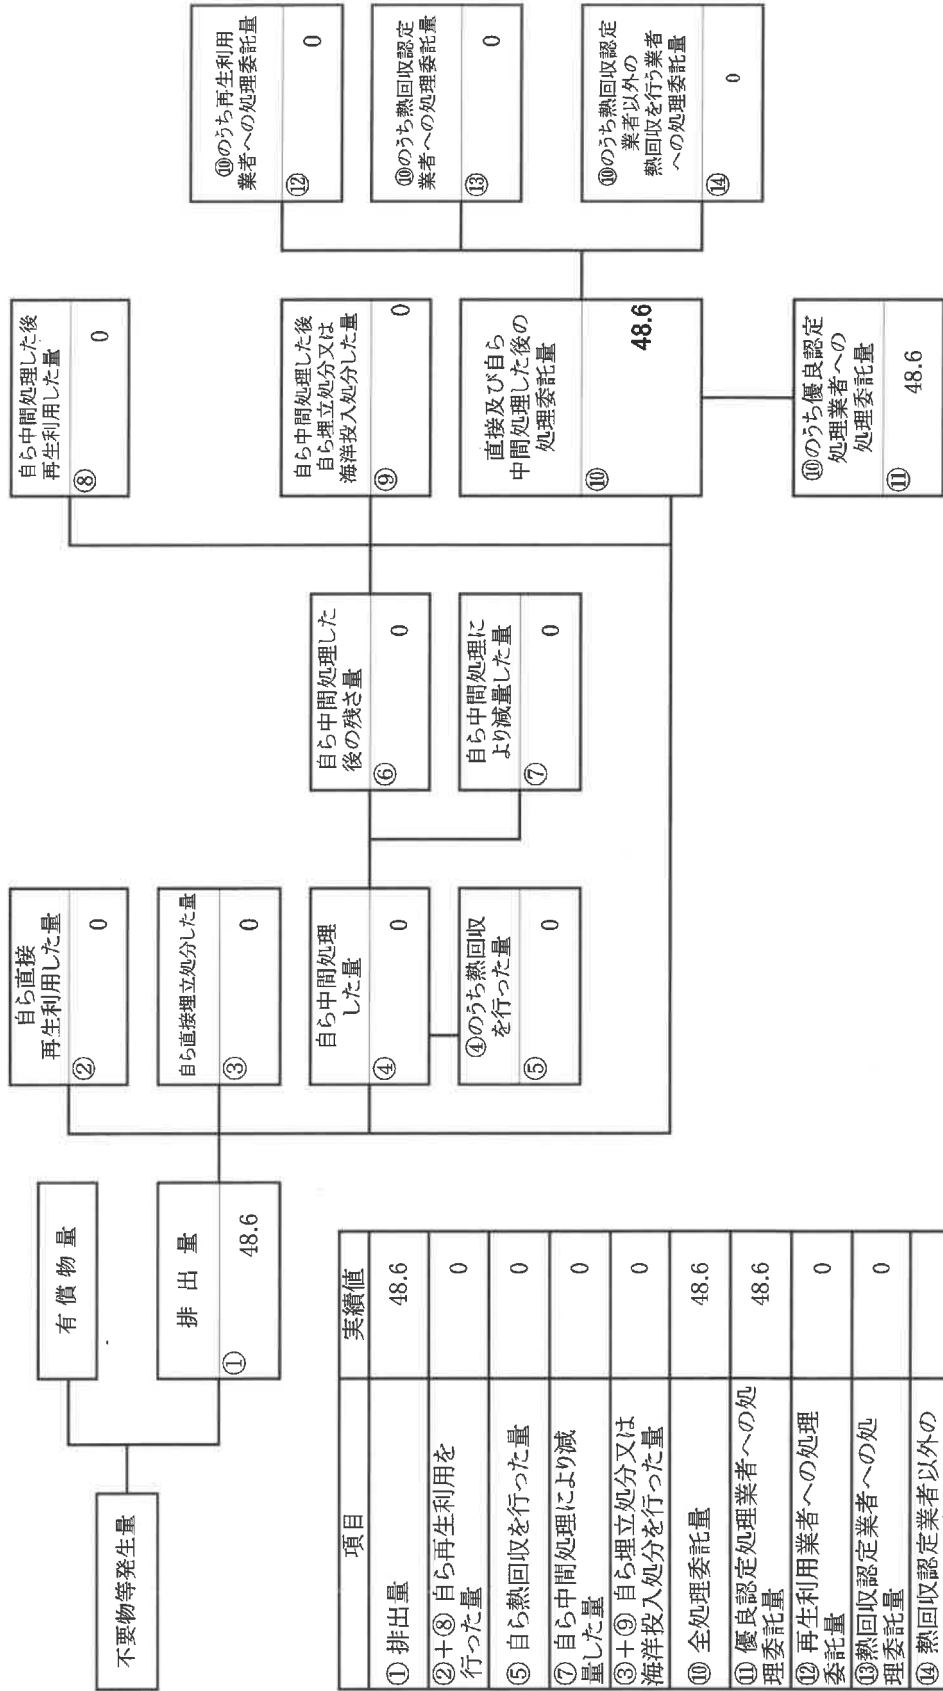 不要物等発生量
有償物量
排出量
①
48.6
自ら直接
再生利用した量
②
0
自ら直接埋立処分した量
③
0
自ら中間処理
した量
④
0
④のうち熱回収
を行った量
⑤
0
自ら中間処理した
後の残さ量
⑥
0
自ら中間処理に
より減量した量
⑦
0
自ら中間処理した後
再生利用した量
⑧
0
自ら中間処理した後
自ら埋立処分又は
海洋投入処分した量
⑨
0
直接及び自ら
中間処理した後の
処理委託量
⑩
48.6
⑩のうち優良認定
処理業者への
処理委託量
⑪
48.6
⑩のうち再生利用
業者への処理委託量
⑫
0
⑩のうち熱回収認定
業者への処理委託量
⑬
0
⑩のうち熱回収認定
業者以外の
熱回収を行う業者
への処理委託量
⑭
0
項目 実績値
①排出量 48.6
②+⑧ 自ら再生利用を
行った量 0
⑤ 自ら熱回収を行った量 0
⑦ 自ら中間処理により減
量した量 0
③+⑨ 自ら埋立処分又は
海洋投入処分を行った量 0
⑩ 全処理委託量 48.6
⑪ 優良認定処理業者への処
理委託量 48.6
⑫ 再生利用業者への処理
委託量 0
⑬熱回収認定業者への処
理委託量 0
⑭ 熱回収認定業者以外の